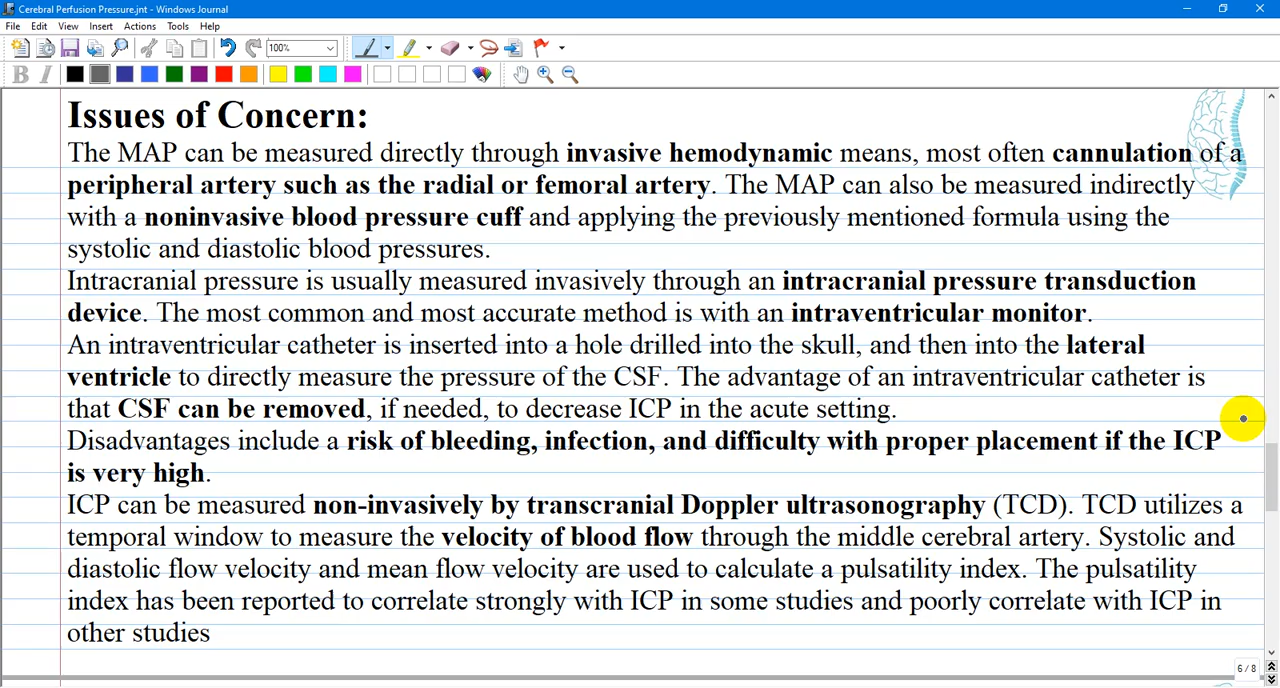 Cerebral Perfusion Pressure.jnt - Windows Journal
File Edit View Insert Actions Tools Help
100%
B I
Issues of Concern:
The MAP can be measured directly through invasive hemodynamic means, most often cannulation of a
peripheral artery such as the radial or femoral artery. The MAP can also be measured indirectly
with a noninvasive blood pressure cuff and applying the previously mentioned formula using the
systolic and diastolic blood pressures.
Intracranial pressure is usually measured invasively through an intracranial pressure transduction
device. The most common and most accurate method is with an intraventricular monitor.
An intraventricular catheter is inserted into a hole drilled into the skull, and then into the lateral
ventricle to directly measure the pressure of the CSF. The advantage of an intraventricular catheter is
that CSF can be removed, if needed, to decrease ICP in the acute setting.
Disadvantages include a risk of bleeding, infection, and difficulty with proper placement if the ICP
is very high.
ICP can be measured non-invasively by transcranial Doppler ultrasonography (TCD). TCD utilizes a
temporal window to measure the velocity of blood flow through the middle cerebral artery. Systolic and
diastolic flow velocity and mean flow velocity are used to calculate a pulsatility index. The pulsatility
index has been reported to correlate strongly with ICP in some studies and poorly correlate with ICP in
other studies
6 / 8